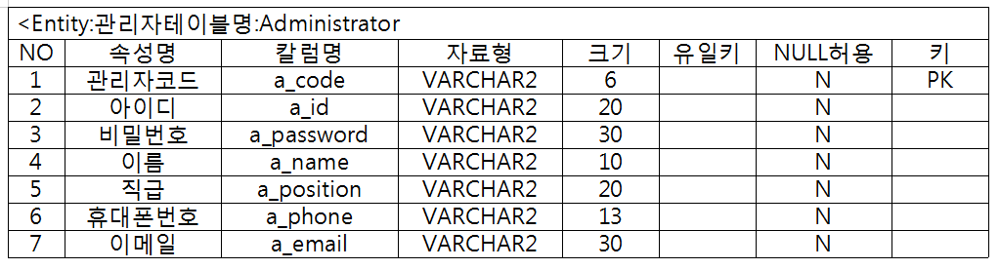 <Entity:관리자테이블명:Administrator
NO 속성명 칼럼명 자료형 크기 유일키 NULL허용 키
1 관리자코드 a_code VARCHAR2 6 N PK
2 아이디 a_id VARCHAR2 20 N
3 비밀번호 a_password VARCHAR2 30 N
4 이름 a_name VARCHAR2 10 N
5 직급 a_position VARCHAR2 20 N
6 휴대폰번호 a_phone VARCHAR2 13 N
7 이메일 a_email VARCHAR2 30 N